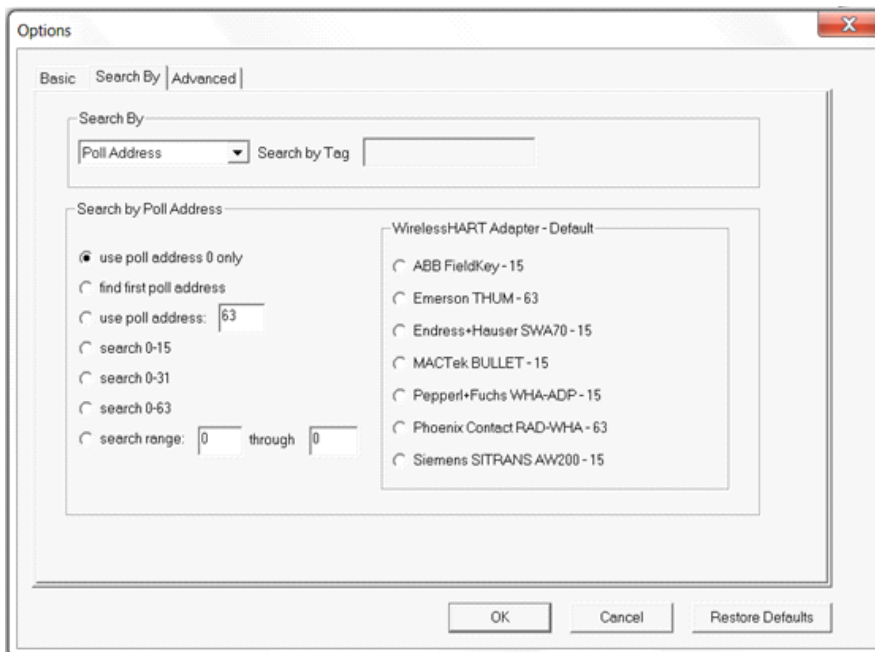 Options
Basic Search By Advanced
Search By
Poll Address Search by Tag
Search by Poll Address
use poll address 0 only
find first poll address
use poll address: 63
search 0-15
search 0-31
search 0-63
search range: 0 through 0
WirelessHART Adapter - Default
ABB FieldKey - 15
Emerson THUM - 63
Endress+Hauser SWA70 - 15
MACTek BULLET - 15
Pepperl+Fuchs WHA-ADP - 15
Phoenix Contact RAD-WHA - 63
Siemens SITRANS AW200 - 15
OK Cancel Restore Defaults